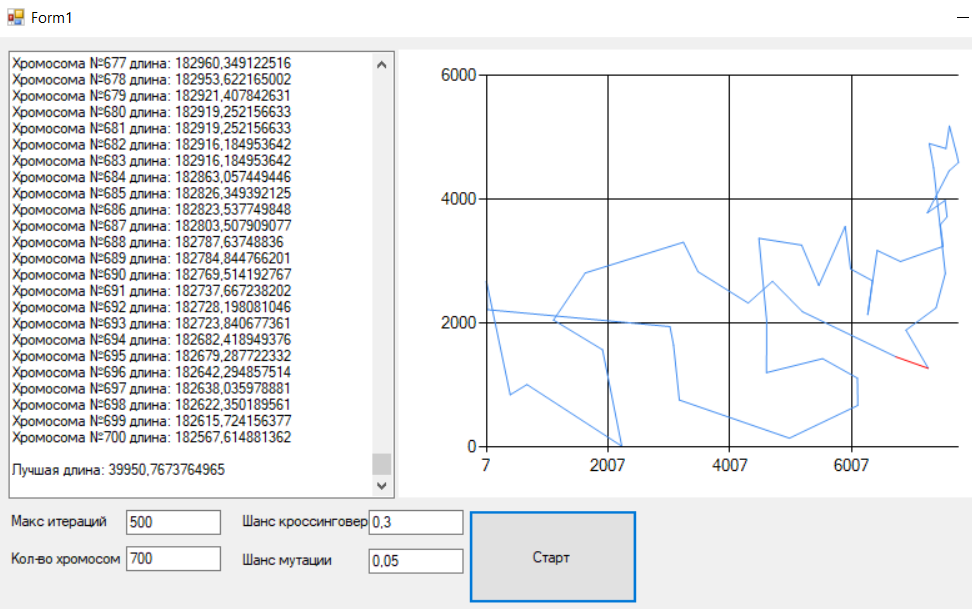 Form1
Хромосома №677 длина: 182960,349122516
Хромосома №678 длина: 182953,622165002
Хромосома №679 длина: 182921,407842631
Хромосома №680 длина: 182919,252156633
Хромосома №681 длина: 182919,252156633
Хромосома №682 длина: 182916,184953642
Хромосома №683 длина: 182916,184953642
Хромосома №684 длина: 182863,057449446
Хромосома №685 длина: 182826,349392125
Хромосома №686 длина: 182823,537749848
Хромосома №687 длина: 182803,507909077
Хромосома №688 длина: 182787,63748836
Хромосома №689 длина: 182784,844766201
Хромосома №690 длина: 182769,514192767
Хромосома №691 длина: 182737,667238202
Хромосома №692 длина: 182728,198081046
Хромосома №693 длина: 182723,840677361
Хромосома №694 длина: 182682,418949376
Хромосома №695 длина: 182679,287722332
Хромосома №696 длина: 182642,294857514
Хромосома №697 длина: 182638,035978881
Хромосома №698 длина: 182622,350189561
Хромосома №699 длина: 182615,724156377
Хромосома №700 длина: 182567,614881362
Лучшая длина: 39950,7673764965
6000
4000
2000
0
7 2007 4007 6007
Макс итераций 500 Шанс кроссинговер 0,3
Кол-во хромосом 700 Шанс мутации 0,05
Старт